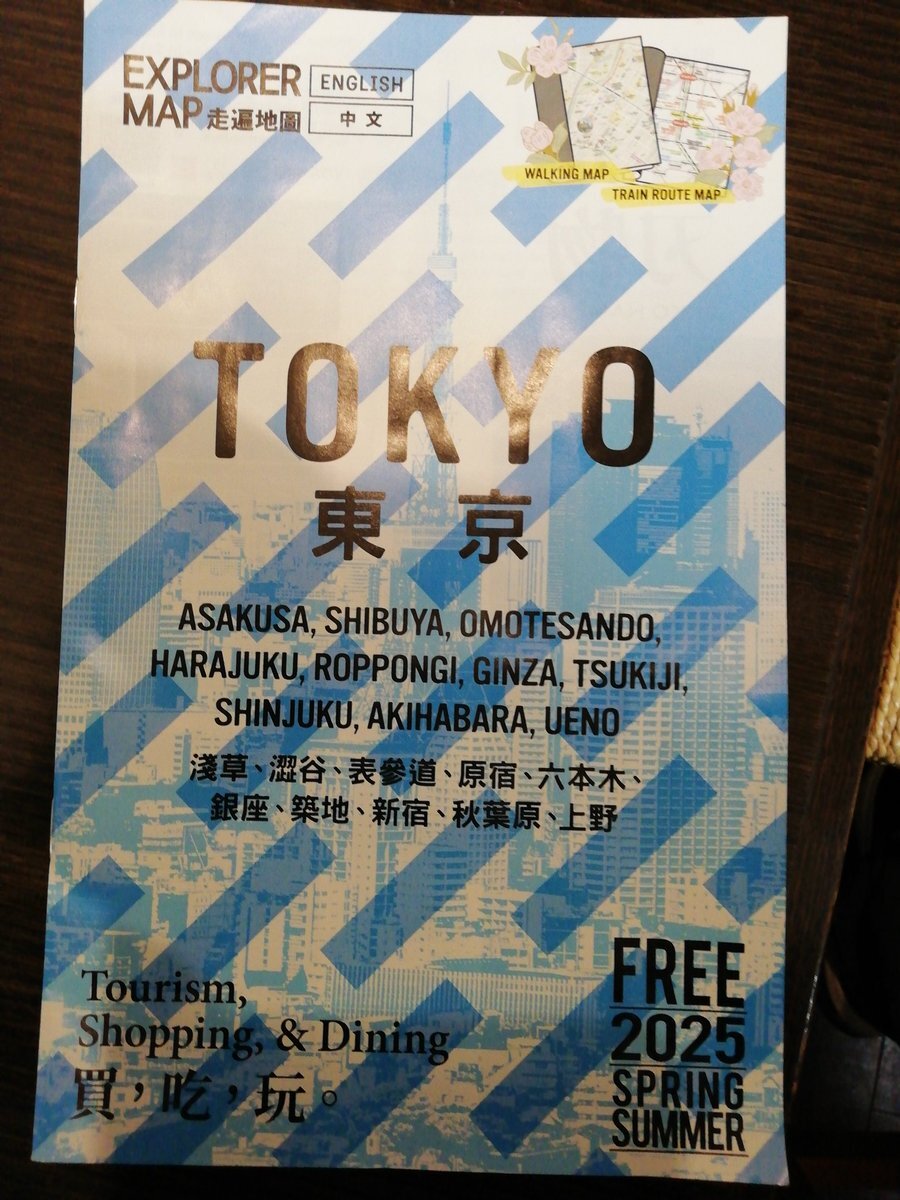 EXPLORER
MAP 走遍地圖
ENGLISH
中文
WALKING MAP
TRAIN ROUTE MAP
TOKYO
東京
ASAKUSA, SHIBUYA, OMOTESANDO,
HARAJUKU, ROPPONGI, GINZA, TSUKIJI,
SHINJUKU, AKIHABARA, UENO
淺草、澀谷、表參道、原宿、六本木、
銀座、築地、新宿、秋葉原、上野
Tourism,
Shopping, & Dining
買，吃，玩。
FREE
2025
SPRING
SUMMER